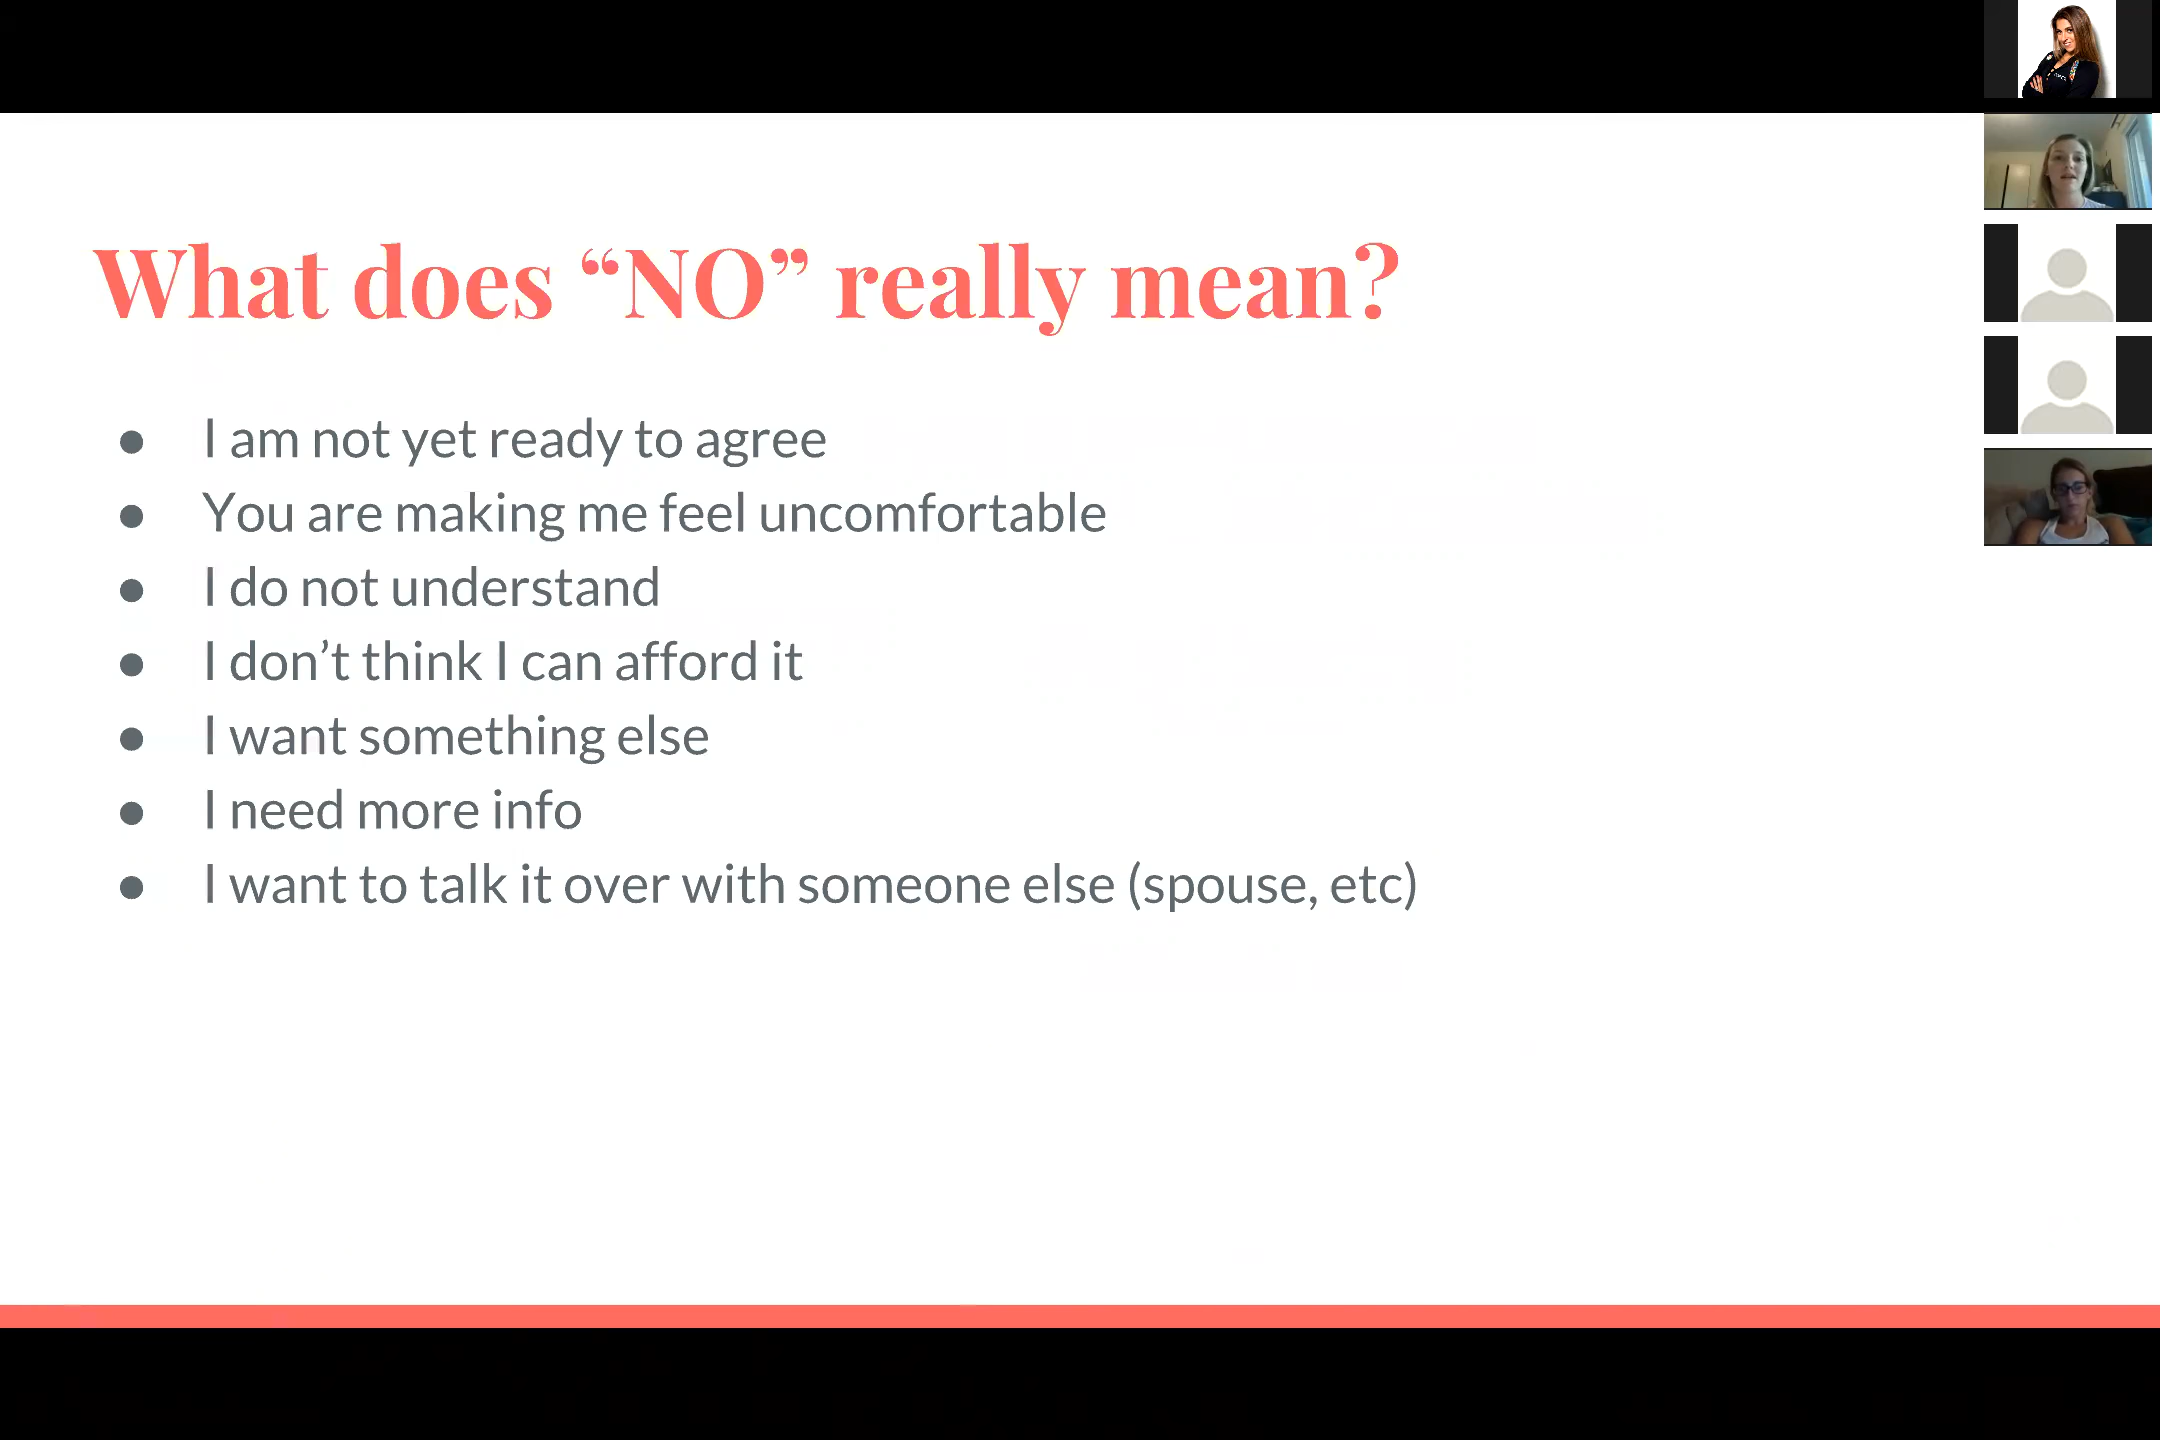 What does “NO” really mean?
● I am not yet ready to agree
● You are making me feel uncomfortable
● I do not understand
● I don’t think I can afford it
● I want something else
● I need more info
● I want to talk it over with someone else (spouse, etc)